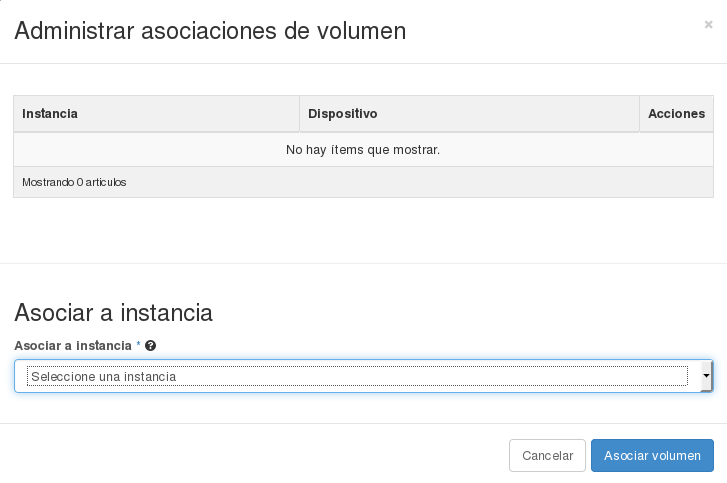 Administrar asociaciones de volumen
×
Instancia Dispositivo Acciones
No hay ítems que mostrar.
Mostrando 0 articulos
Asociar a instancia
Asociar a instancia * ?
Seleccione una instancia
Cancelar Asociar volumen